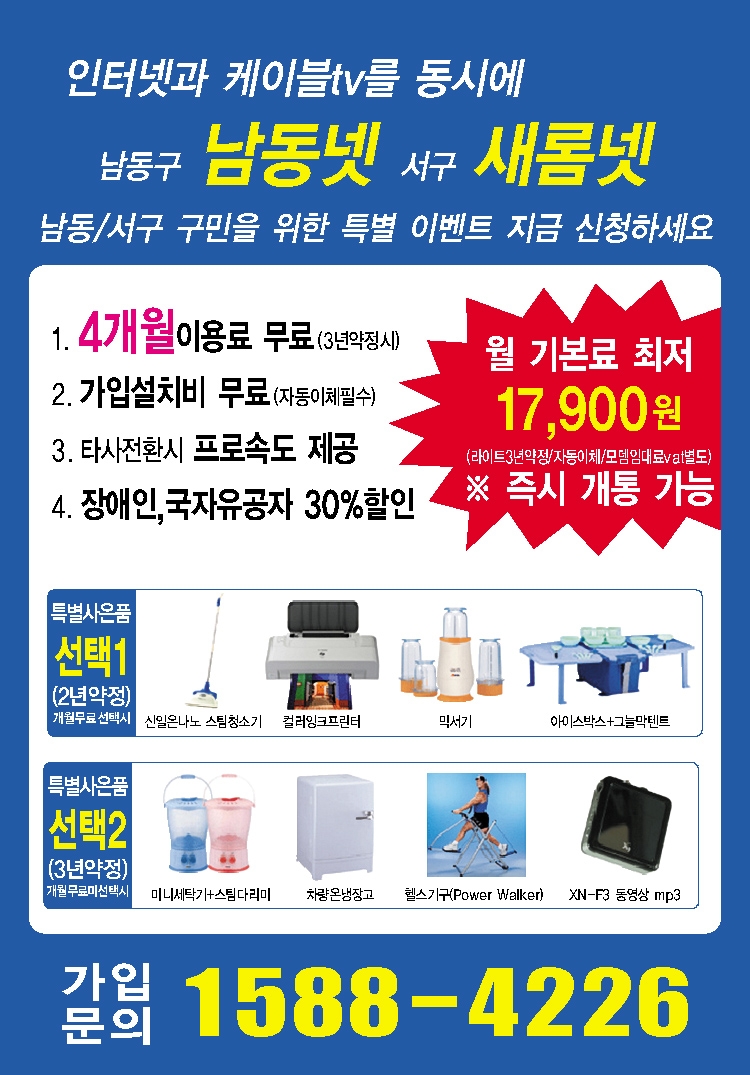 인터넷과 케이블tv를 동시에
남동구 남동넷 서구 새롬넷
남동/서구 구민을 위한 특별 이벤트 지금 신청하세요
1. 4개월이용료 무료(3년약정시)
2. 가입설치비 무료(자동이체필수)
3. 타사전환시 프로속도 제공
4. 장애인,국자유공자 30%할인
월 기본료 최저
17,900원
(라이트3년약정/자동이체/모뎀임대료vat별도)
※ 즉시 개통 가능
특별사은품
선택1
(2년약정)
개월무료 선택시
신일온나노 스팀청소기
컬러잉크프린터
믹서기
아이스박스+그늘막텐트
특별사은품
선택2
(3년약정)
개월무료미선택시
미니세탁기+스팀다리미
차량온냉장고
헬스기구(Power Walker)
XN-F3 동영상 mp3
가입
문의
1588-4226